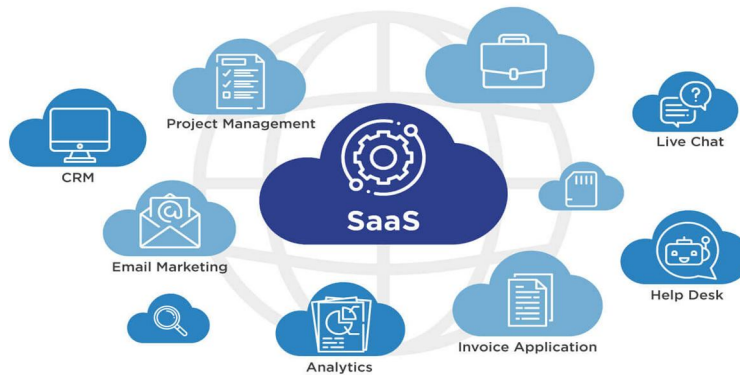 Project Management
CRM
Live Chat
SaaS
Email Marketing
Help Desk
Invoice Application
Analytics